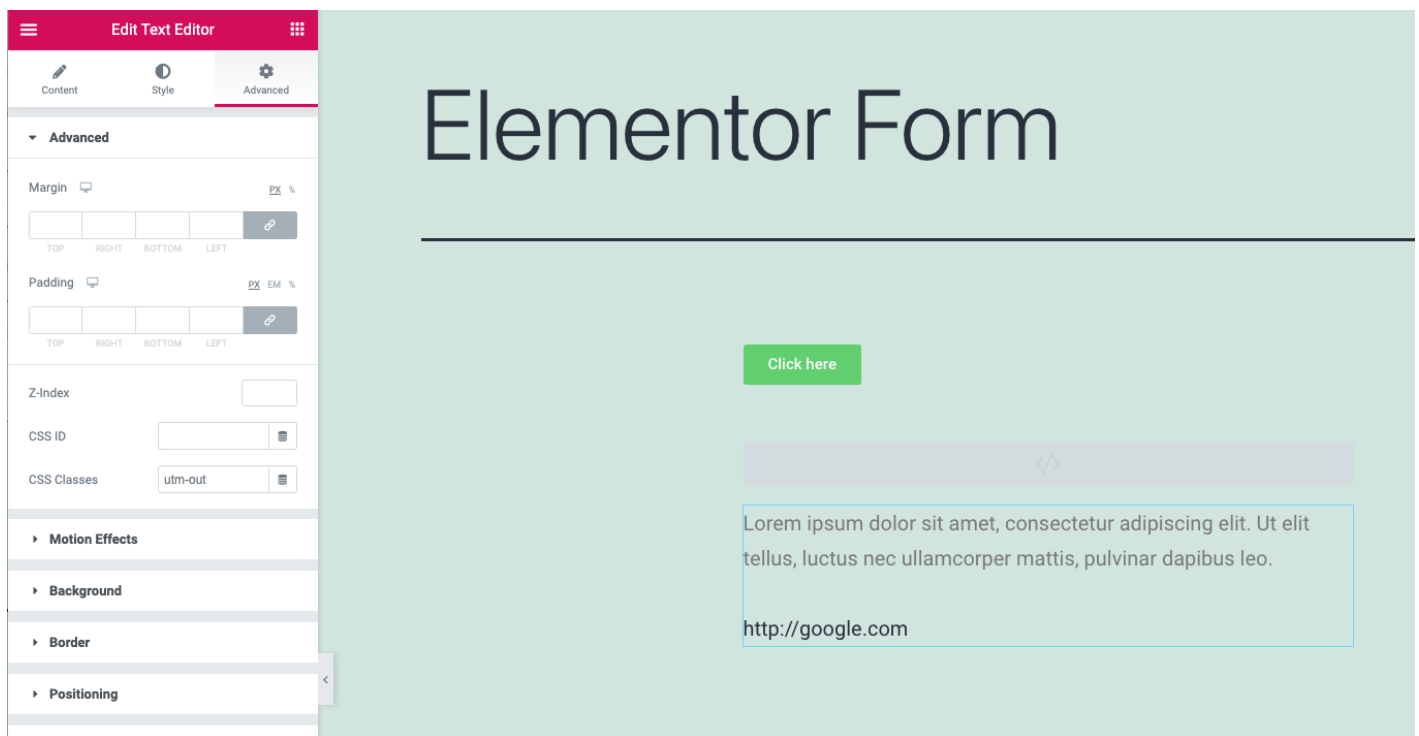 Edit Text Editor
Content Style Advanced
Advanced
Margin PX %
TOP RIGHT BOTTOM LEFT
Padding PX EM %
TOP RIGHT BOTTOM LEFT
Z-Index
CSS ID
CSS Classes utm-out
Motion Effects
Background
Border
Positioning
Elementor Form
Click here
</>
Lorem ipsum dolor sit amet, consectetur adipiscing elit. Ut elit
tellus, luctus nec ullamcorper mattis, pulvinar dapibus leo.
http://google.com